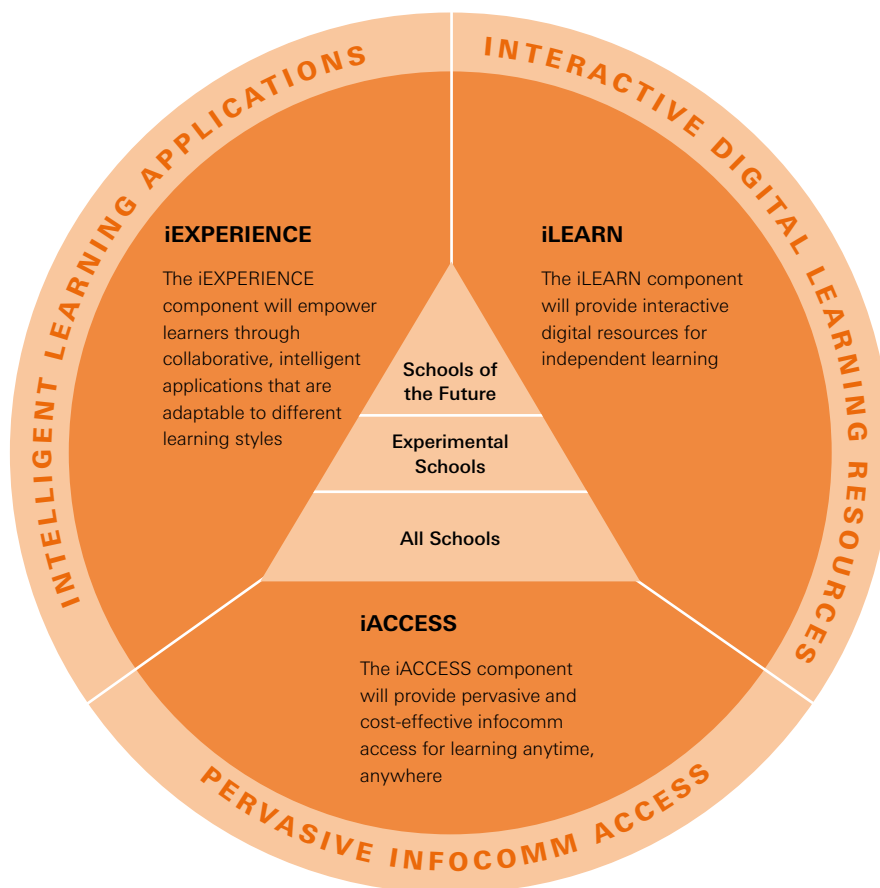 INTELLIGENT LEARNING APPLICATIONS
INTERACTIVE DIGITAL LEARNING RESOURCES
iEXPERIENCE
The iEXPERIENCE
component will empower
learners through
collaborative, intelligent
applications that are
adaptable to different
learning styles
iLEARN
The iLEARN component
will provide interactive
digital resources for
independent learning
Schools of
the Future
Experimental
Schools
All Schools
iACCESS
The iACCESS component
will provide pervasive and
cost-effective infocomm
access for learning anytime,
anywhere
PERVASIVE INFOCOMM ACCESS